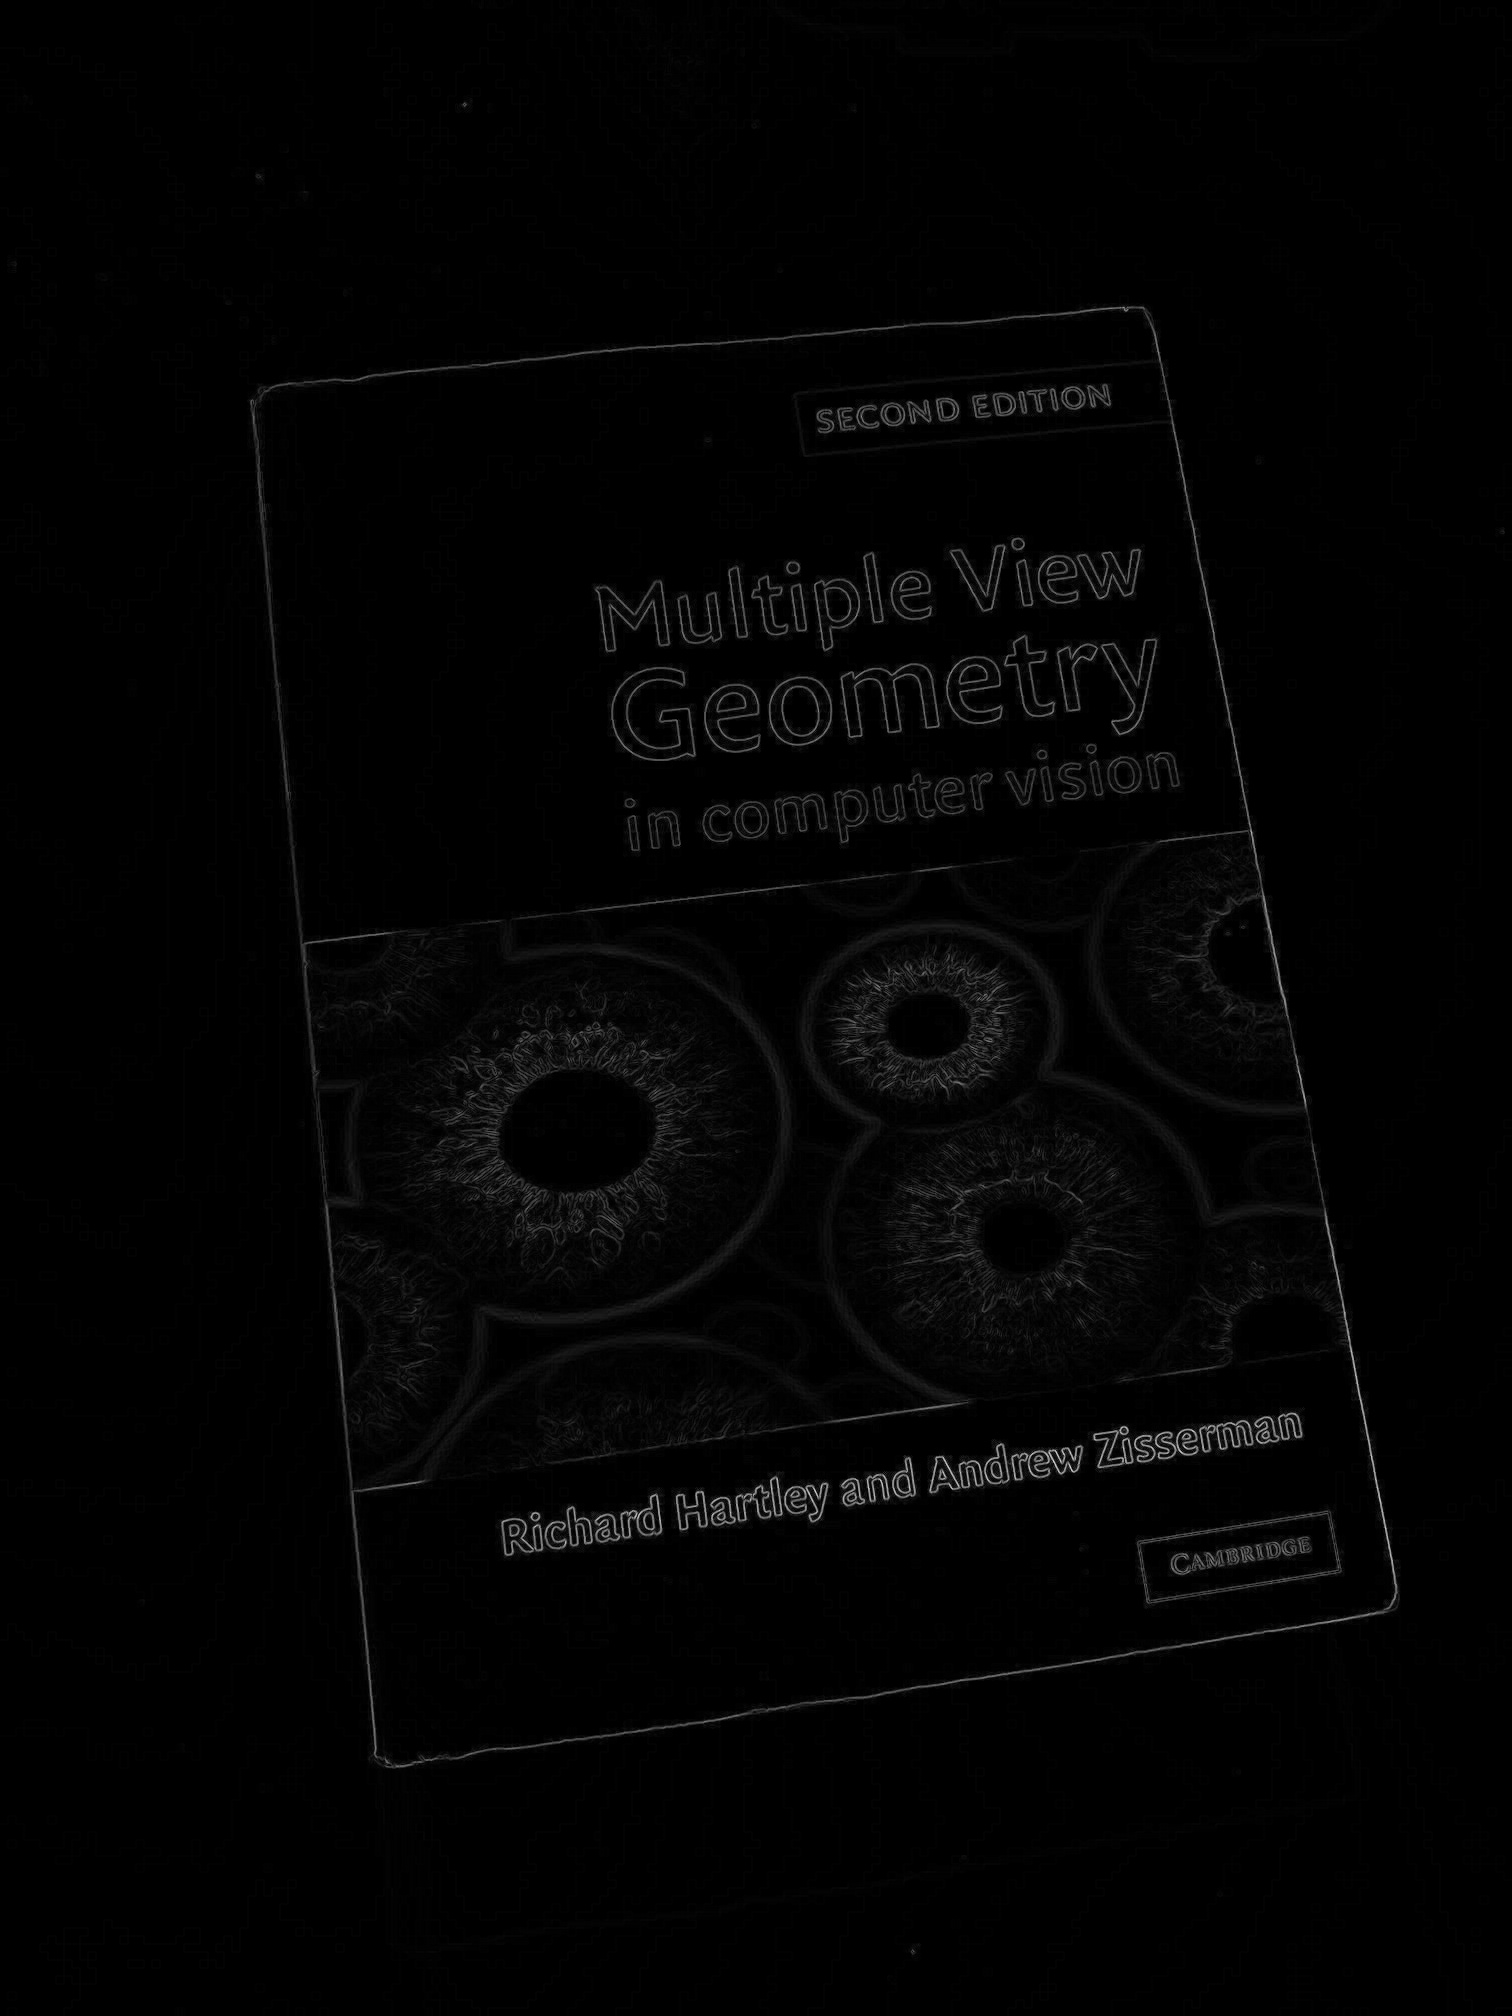 SECOND EDITION
Multiple View
Geometry
in computer vision
Richard Hartley and Andrew Zisserman
CAMBRIDGE